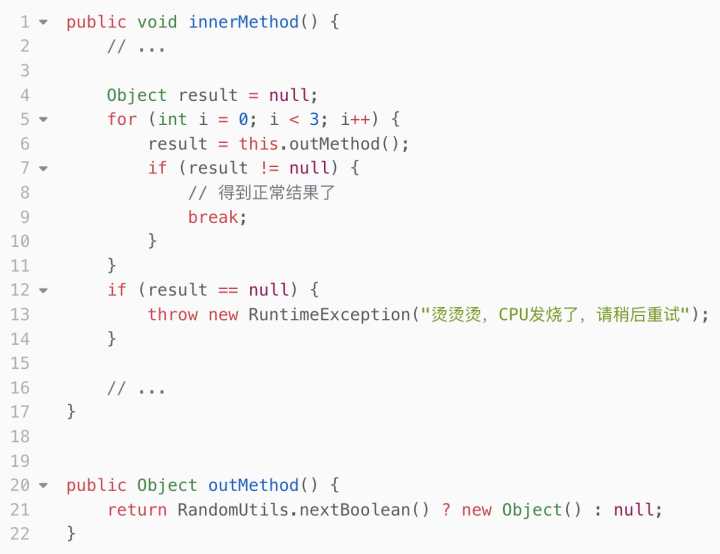 1 public void innerMethod() {
2     // ...
3
4     Object result = null;
5     for (int i = 0; i < 3; i++) {
6         result = this.outMethod();
7         if (result != null) {
8             // 得到正常结果了
9             break;
10         }
11     }
12     if (result == null) {
13         throw new RuntimeException("烫烫烫，CPU发烧了，请稍后重试");
14     }
15
16     // ...
17 }
18
19
20 public Object outMethod() {
21     return RandomUtils.nextBoolean() ? new Object() : null;
22 }